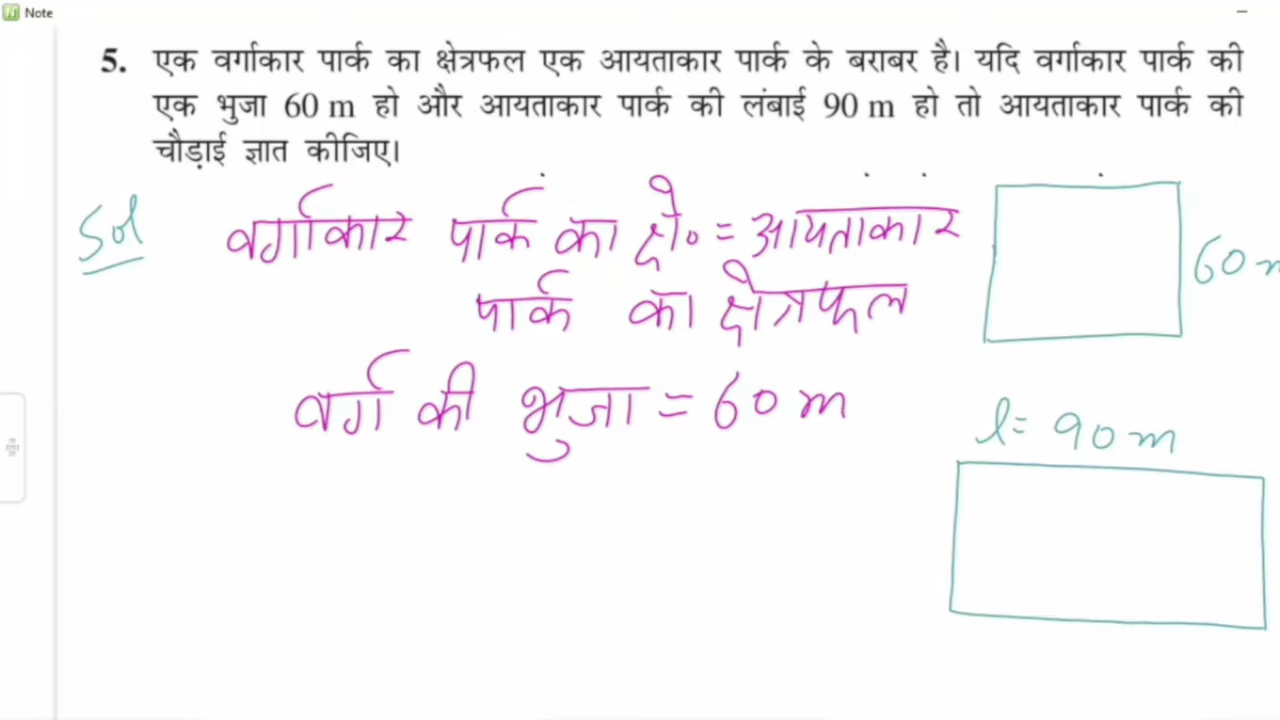 Note
5. एक वर्गाकार पार्क का क्षेत्रफल एक आयताकार पार्क के बराबर है। यदि वर्गाकार पार्क की
एक भुजा 60 m हो और आयताकार पार्क की लंबाई 90 m हो तो आयताकार पार्क की
चौड़ाई ज्ञात कीजिए।
Sol वर्गाकार पार्क का क्षे० = आयताकार
पार्क का क्षेत्रफल
60 m
वर्ग की भुजा = 60 m
l = 90 m